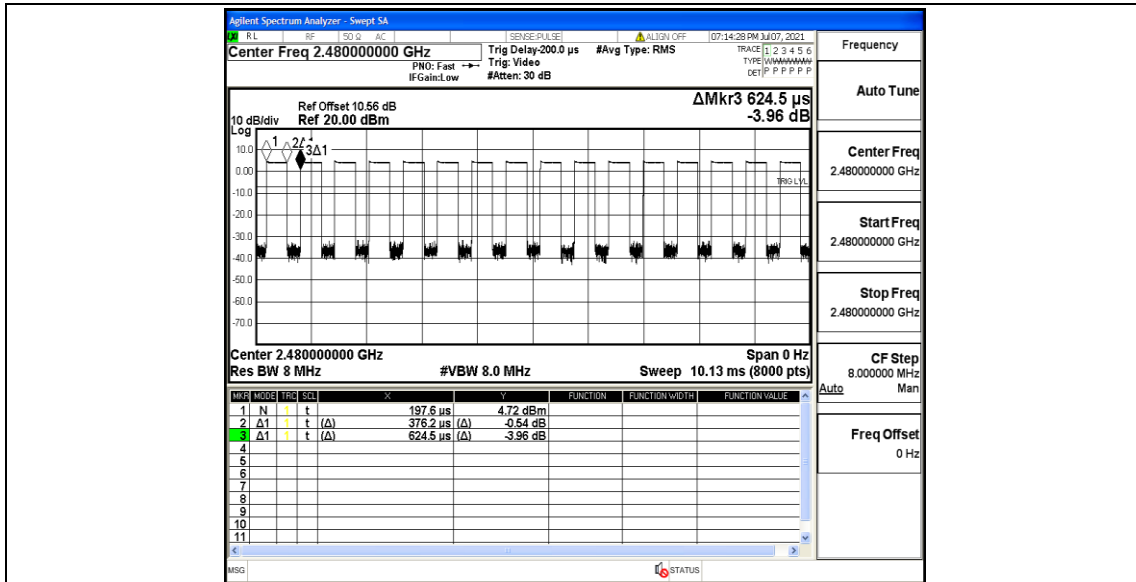 Agilent Spectrum Analyzer - Swept SA
RL RF 50 Ω AC SENSE:PULSE ALIGN OFF 07:14:28 PM Jul 07, 2021
Center Freq 2.480000000 GHz
PNO: Fast
IFGain:Low
Trig Delay-200.0 µs
Trig: Video
#Atten: 30 dB
#Avg Type: RMS
TRACE 1 2 3 4 5 6
TYPE
DET P P P P P P
Ref Offset 10.56 dB
10 dB/div Ref 20.00 dBm
Log
ΔMkr3 624.5 µs
-3.96 dB
10.0
0.00
-10.0
-20.0
-30.0
-40.0
-50.0
-60.0
-70.0
1
3Δ1
TRIG LVL
Center 2.480000000 GHz Span 0 Hz
Res BW 8 MHz #VBW 8.0 MHz Sweep 10.13 ms (8000 pts)
MKR MODE TRC SCL X Y FUNCTION FUNCTION WIDTH FUNCTION VALUE
1 N 1 t 197.6 µs 4.72 dBm
2 Δ1 1 t (Δ) 376.2 µs (Δ) -0.54 dB
3 Δ1 1 t (Δ) 624.5 µs (Δ) -3.96 dB
4
5
6
7
8
9
10
11
MSG STATUS
Frequency
Auto Tune
Center Freq
2.480000000 GHz
Start Freq
2.480000000 GHz
Stop Freq
2.480000000 GHz
CF Step
8.000000 MHz
Auto Man
Freq Offset
0 Hz